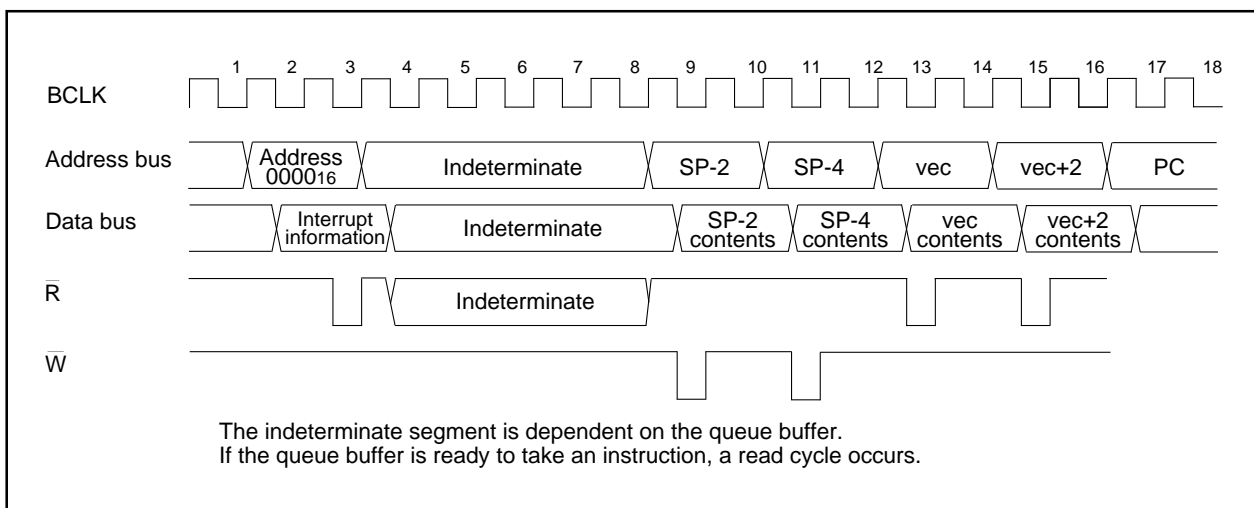 1 2 3 4 5 6 7 8 9 10 11 12 13 14 15 16 17 18
BCLK
Address bus
Address
000016
Indeterminate
SP-2
SP-4
vec
vec+2
PC
Data bus
Interrupt
information
Indeterminate
SP-2
contents
SP-4
contents
vec
contents
vec+2
contents
R
Indeterminate
W
The indeterminate segment is dependent on the queue buffer.
If the queue buffer is ready to take an instruction, a read cycle occurs.